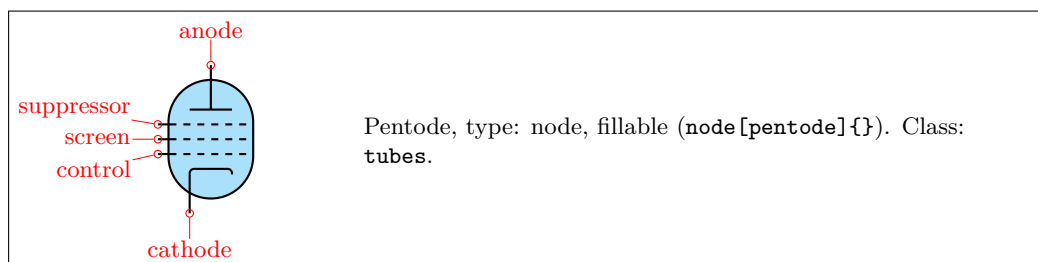 anode
suppressor
screen
control
cathode
Pentode, type: node, fillable (node[pentode]{}). Class:
tubes.